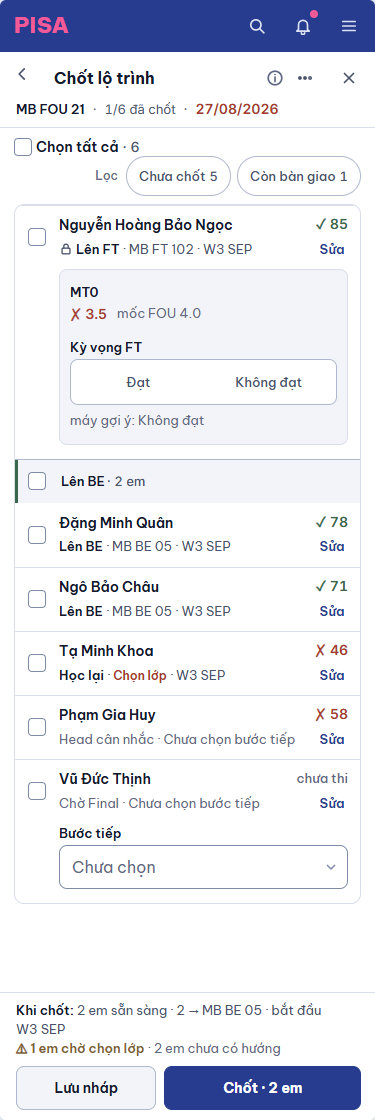 PISA
Chốt lộ trình
MB FOU 21 · 1/6 đã chốt · 27/08/2026
Chọn tất cả · 6
Lọc Chưa chốt 5 Còn bàn giao 1
Nguyễn Hoàng Bảo Ngọc ✓ 85
Lên FT · MB FT 102 · W3 SEP Sửa
MT0
✗ 3.5 mốc FOU 4.0
Kỳ vọng FT
Đạt Không đạt
máy gợi ý: Không đạt
Lên BE · 2 em
Đặng Minh Quân ✓ 78
Lên BE · MB BE 05 · W3 SEP Sửa
Ngô Bảo Châu ✓ 71
Lên BE · MB BE 05 · W3 SEP Sửa
Tạ Minh Khoa ✗ 46
Học lại · Chọn lớp · W3 SEP Sửa
Phạm Gia Huy ✗ 58
Head cân nhắc · Chưa chọn bước tiếp Sửa
Vũ Đức Thịnh chưa thi
Chờ Final · Chưa chọn bước tiếp Sửa
Bước tiếp
Chưa chọn
Khi chốt: 2 em sẵn sàng · 2 → MB BE 05 · bắt đầu
W3 SEP
⚠ 1 em chờ chọn lớp · 2 em chưa có hướng
Lưu nháp Chốt · 2 em